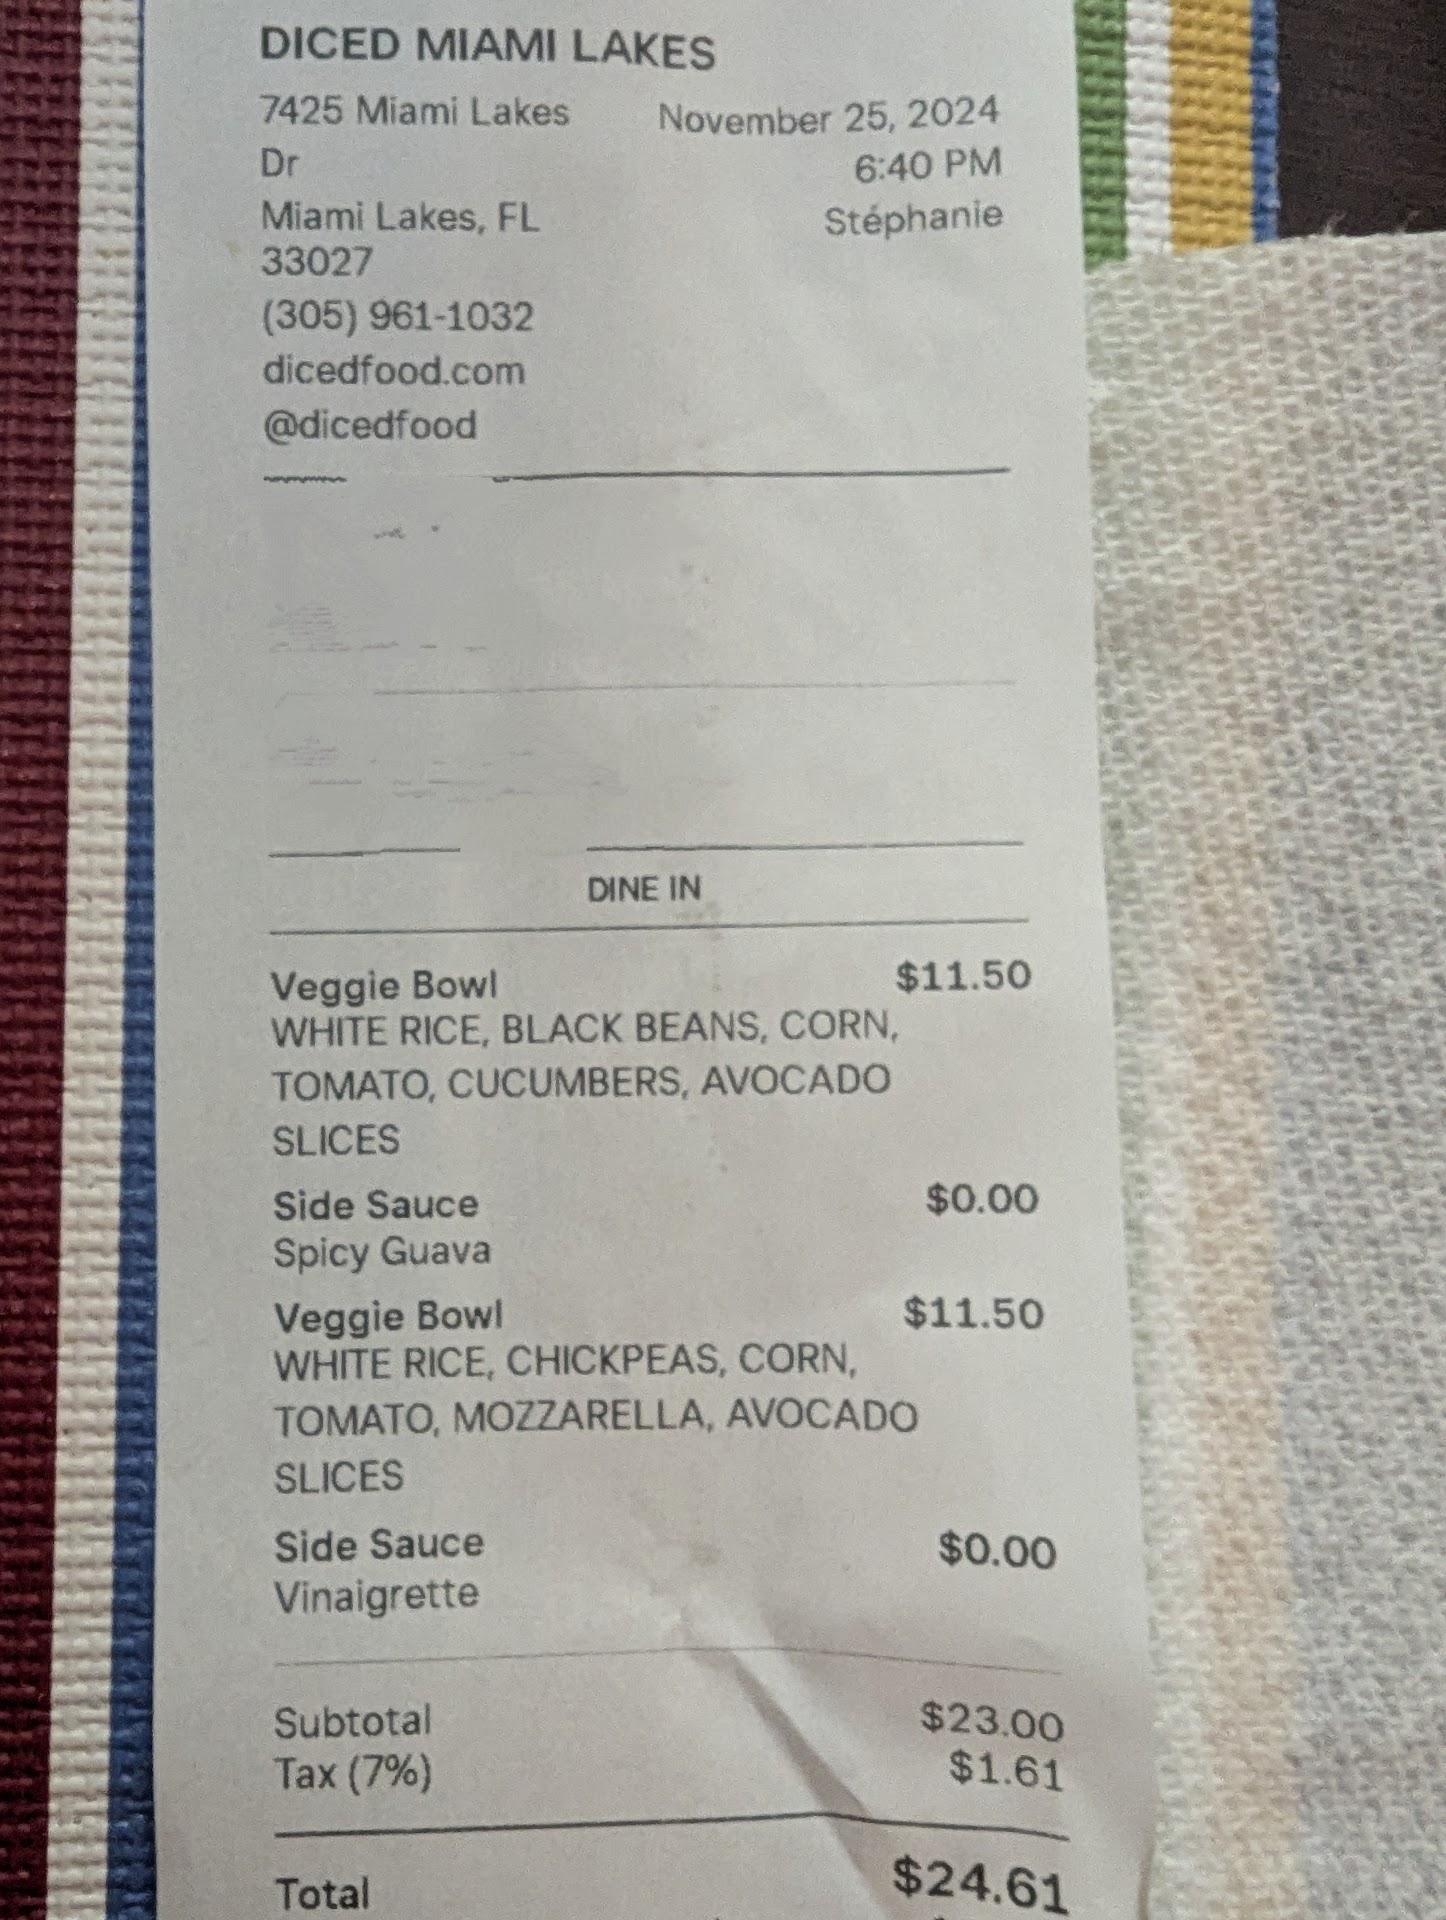 DICED MIAMI LAKES
7425 Miami Lakes
Dr
Miami Lakes, FL
33027
(305) 961-1032
dicedfood.com
@dicedfood
November 25, 2024
6:40 PM
Stéphanie
DINE IN
Veggie Bowl $11.50
WHITE RICE, BLACK BEANS, CORN,
TOMATO, CUCUMBERS, AVOCADO
SLICES
Side Sauce $0.00
Spicy Guava
Veggie Bowl $11.50
WHITE RICE, CHICKPEAS, CORN,
TOMATO, MOZZARELLA, AVOCADO
SLICES
Side Sauce $0.00
Vinaigrette
Subtotal $23.00
Tax (7%) $1.61
Total $24.61